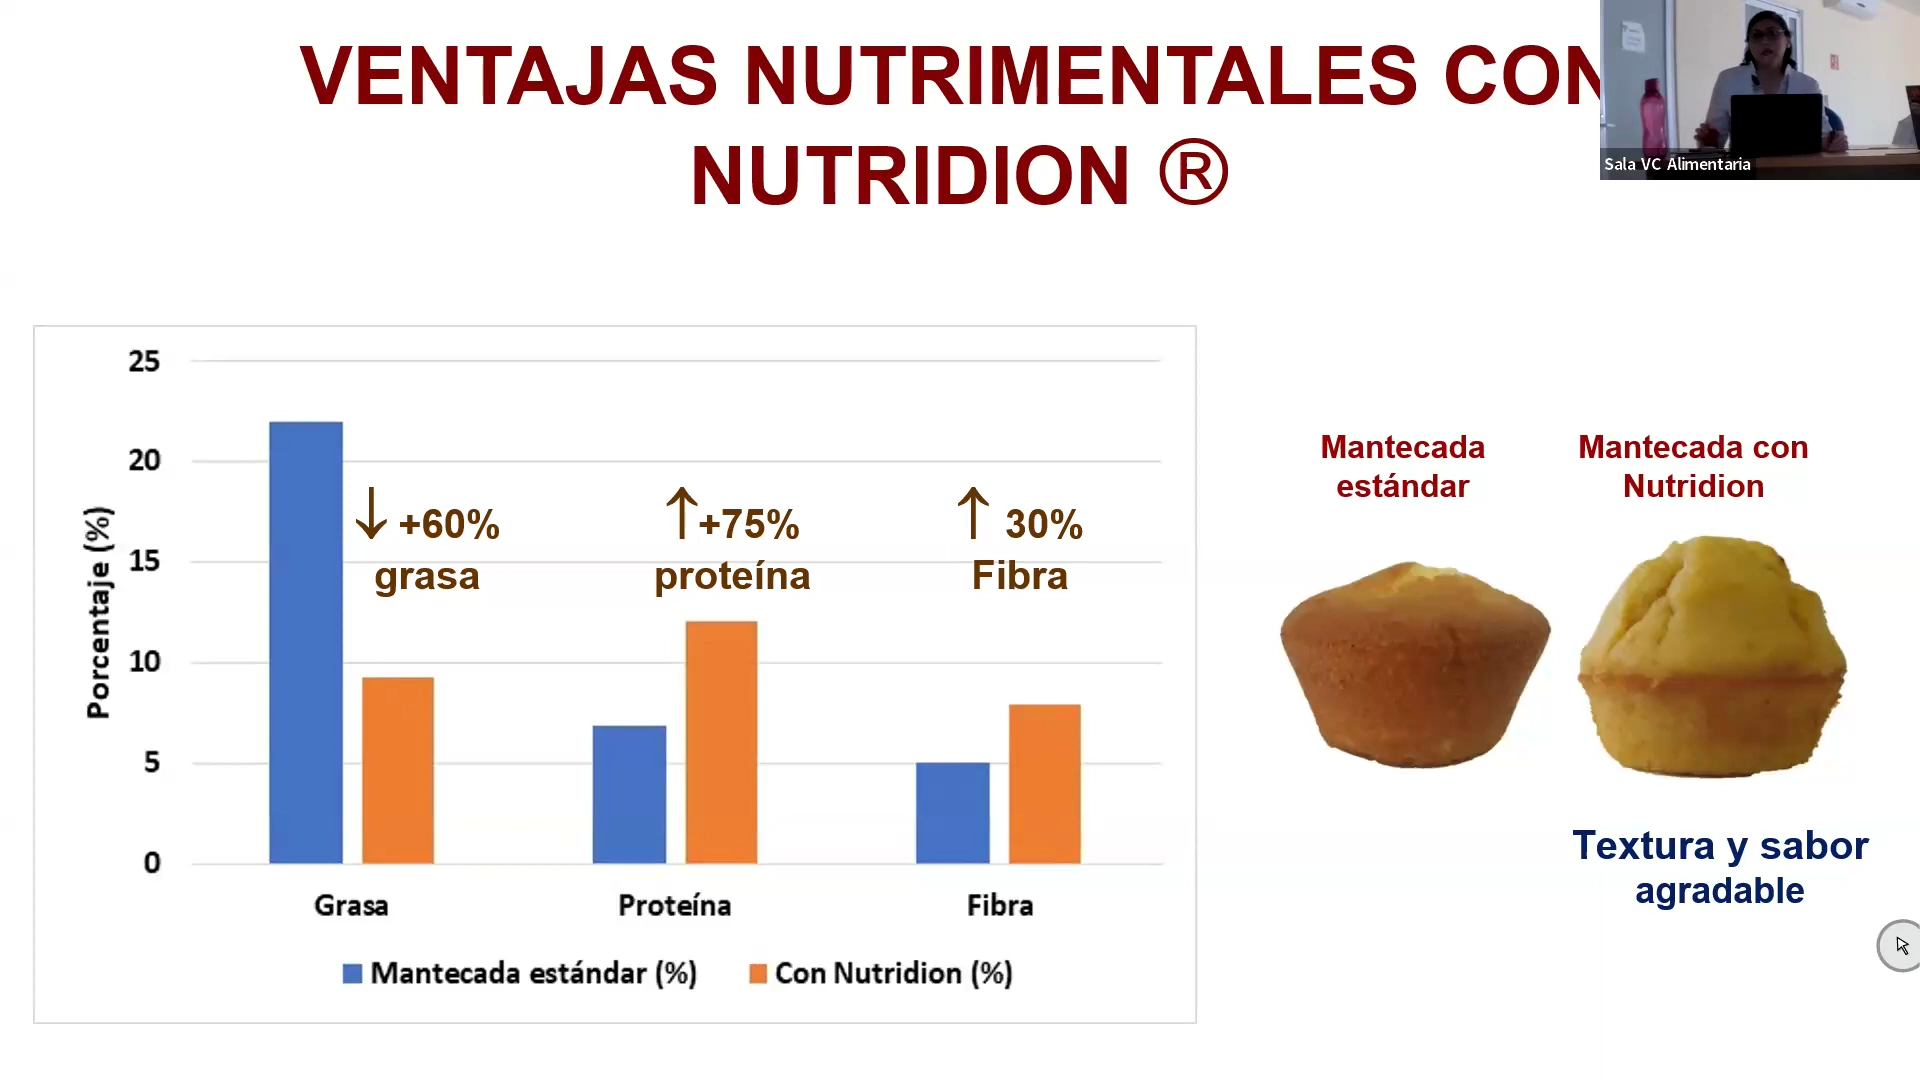 VENTAJAS NUTRIMENTALES CON
NUTRIDION ®
Sala VC Alimentaria
25
20
15
10
5
0
Porcentaje (%)
↓ +60%
grasa
↑+75%
proteína
↑ 30%
Fibra
Grasa
Proteína
Fibra
Mantecada estándar (%)
Con Nutridion (%)
Mantecada
estándar
Mantecada con
Nutridion
Textura y sabor
agradable